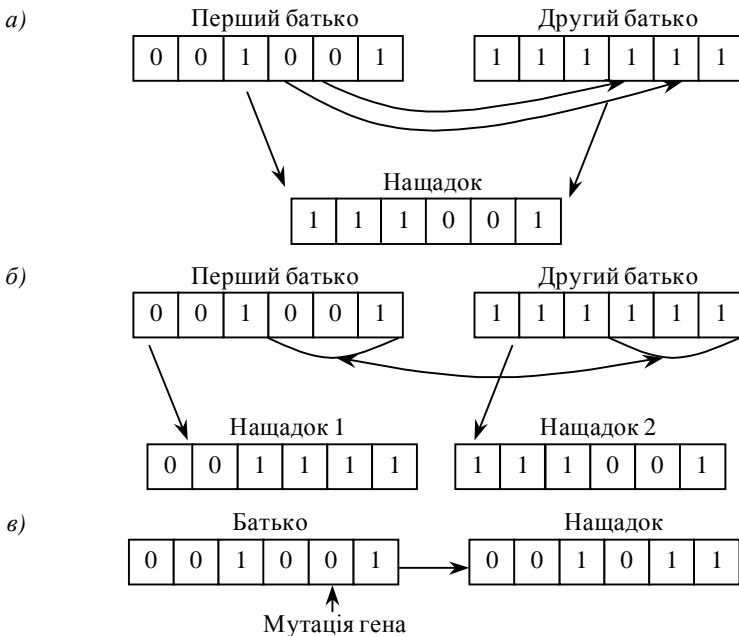 а) Перший батько Другий батько
0 0 1 0 0 1 1 1 1 1 1 1
Нащадок
1 1 1 0 0 1
б) Перший батько Другий батько
0 0 1 0 0 1 1 1 1 1 1 1
Нащадок 1 Нащадок 2
0 0 1 1 1 1 1 1 1 0 0 1
в) Батько Нащадок
0 0 1 0 0 1 0 0 1 0 1 1
Мутація гена